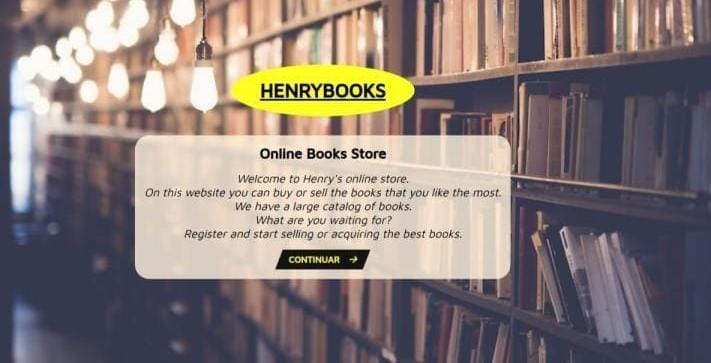 HENRYBOOKS
Online Books Store
Welcome to Henry's online store.
On this website you can buy or sell the books that you like the most.
We have a large catalog of books.
What are you waiting for?
Register and start selling or acquiring the best books.
CONTINUAR →